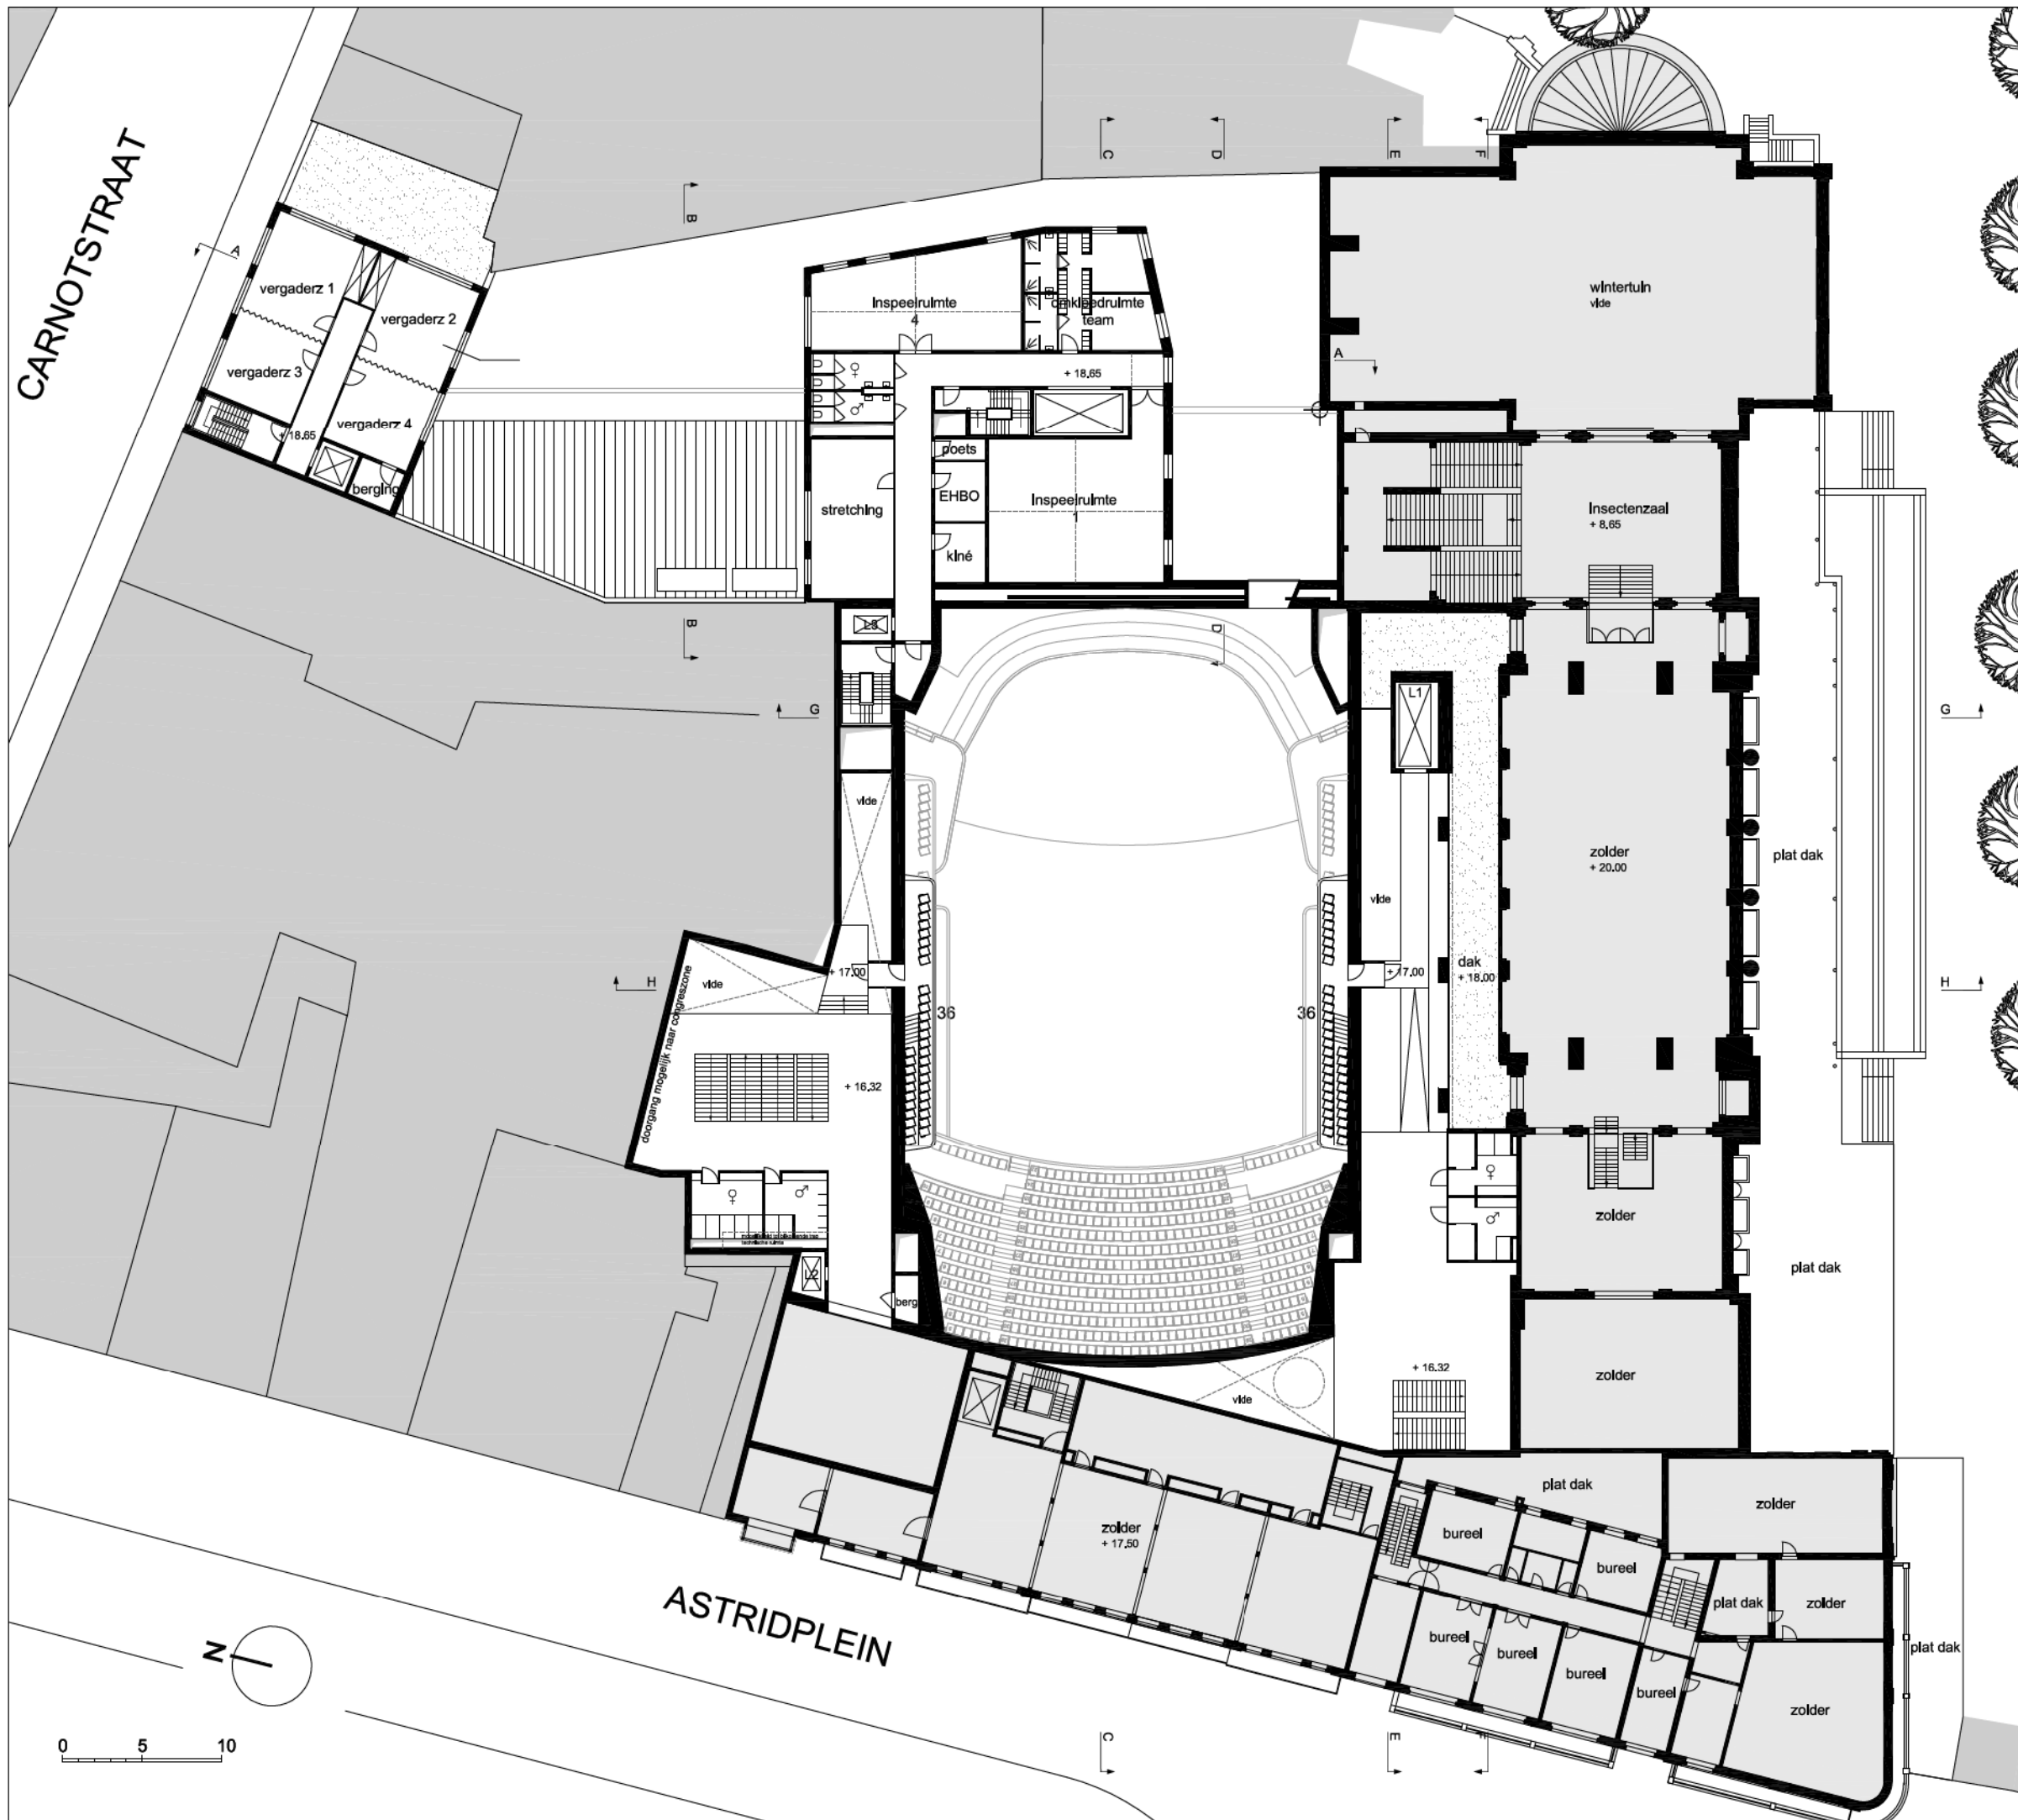 CARNOTSTRAAT
C
D
E
F
B
A
vergaderz 1
vergaderz 2
vergaderz 3
vergaderz 4
+ 18.65
berging
Inspeelruimte
4
omkleedruimte
team
+ 18.65
A
wintertuin
vide
poets
EHBO
kiné
stretching
Inspeelruimte
1
Insectenzaal
+ 8.65
B
L3
D
L1
G
G
vide
vide
zolder
+ 20.00
plat dak
H
vide
+ 17.00
+ 17.00
dak
+ 18.00
H
36
36
doorgang mogelijk naar congreszone
+ 16.32
♀
♂
♀
♂
♀
♂
zolder
plat dak
L2
berg
+ 16.32
zolder
vide
plat dak
zolder
zolder
+ 17.50
bureel
bureel
plat dak
zolder
bureel
bureel
bureel
bureel
plat dak
zolder
ASTRIDPLEIN
N
0 5 10
C
E
F